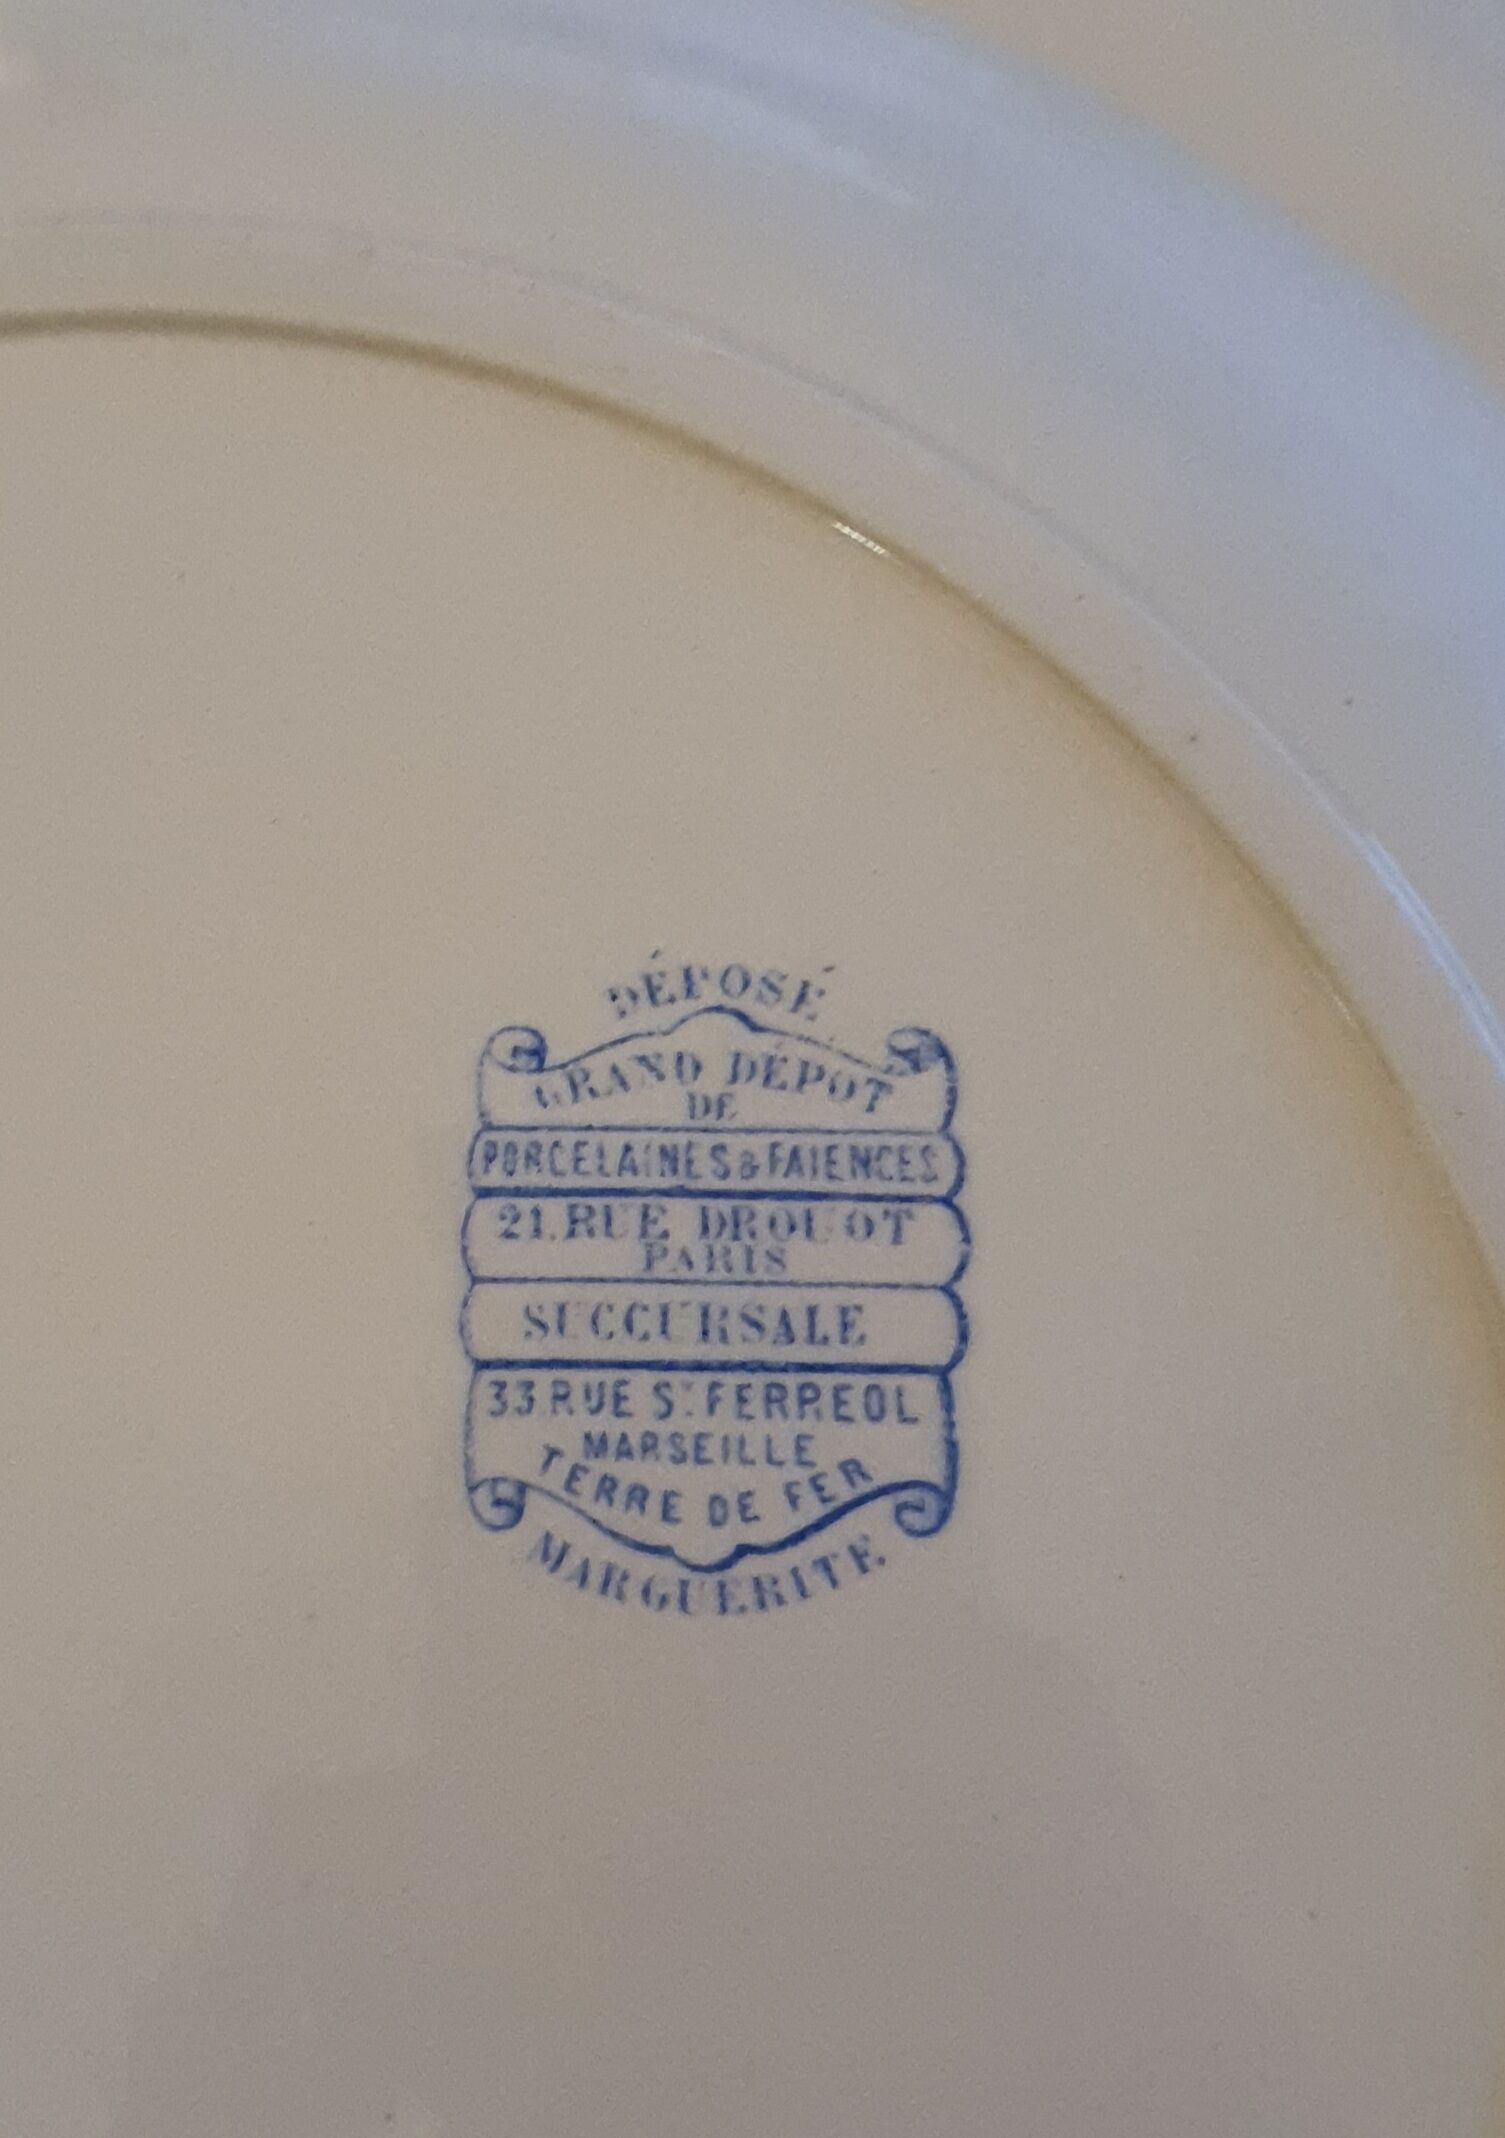 DÉPOSÉ
GRAND DÉPOT
DE
PORCELAINES & FAIENCES
21. RUE DROUOT
PARIS
SUCCURSALE
33. RUE ST. FERREOL
MARSEILLE
TERRE DE FER
MARGUERITE.